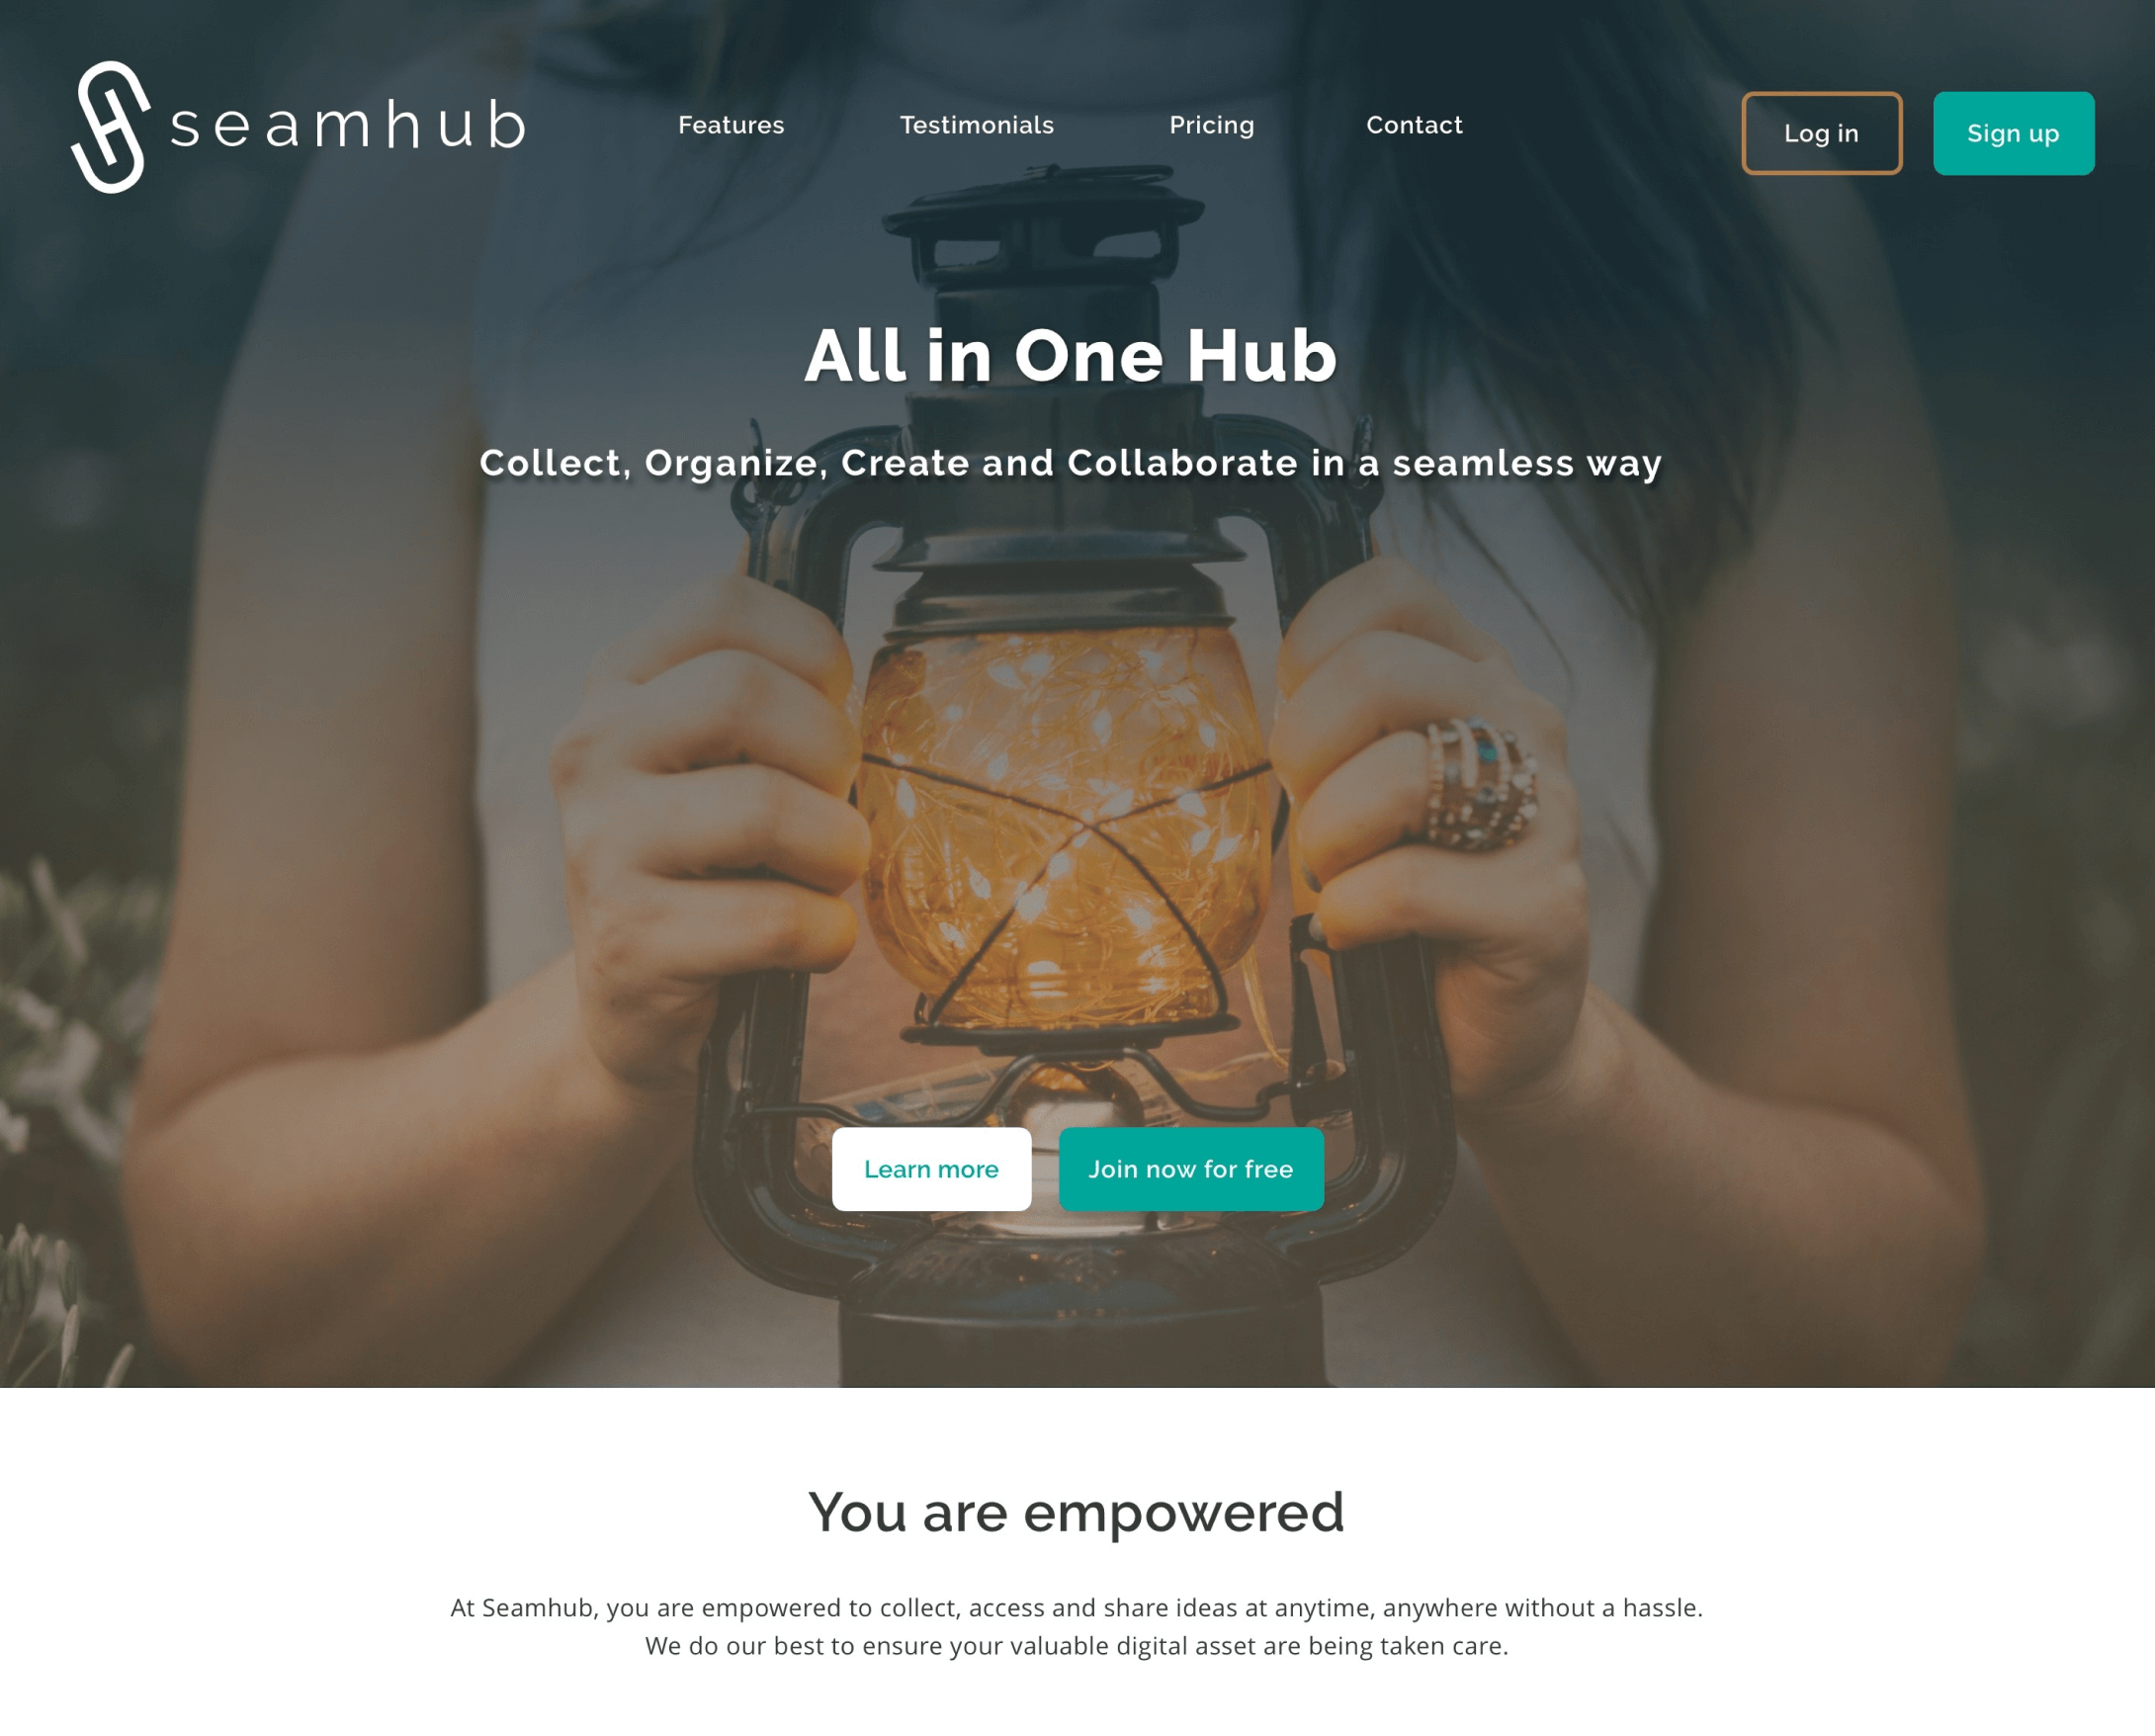 seamhub
Features Testimonials Pricing Contact
Log in Sign up
All in One Hub
Collect, Organize, Create and Collaborate in a seamless way
Learn more Join now for free
You are empowered
At Seamhub, you are empowered to collect, access and share ideas at anytime, anywhere without a hassle.
We do our best to ensure your valuable digital asset are being taken care.